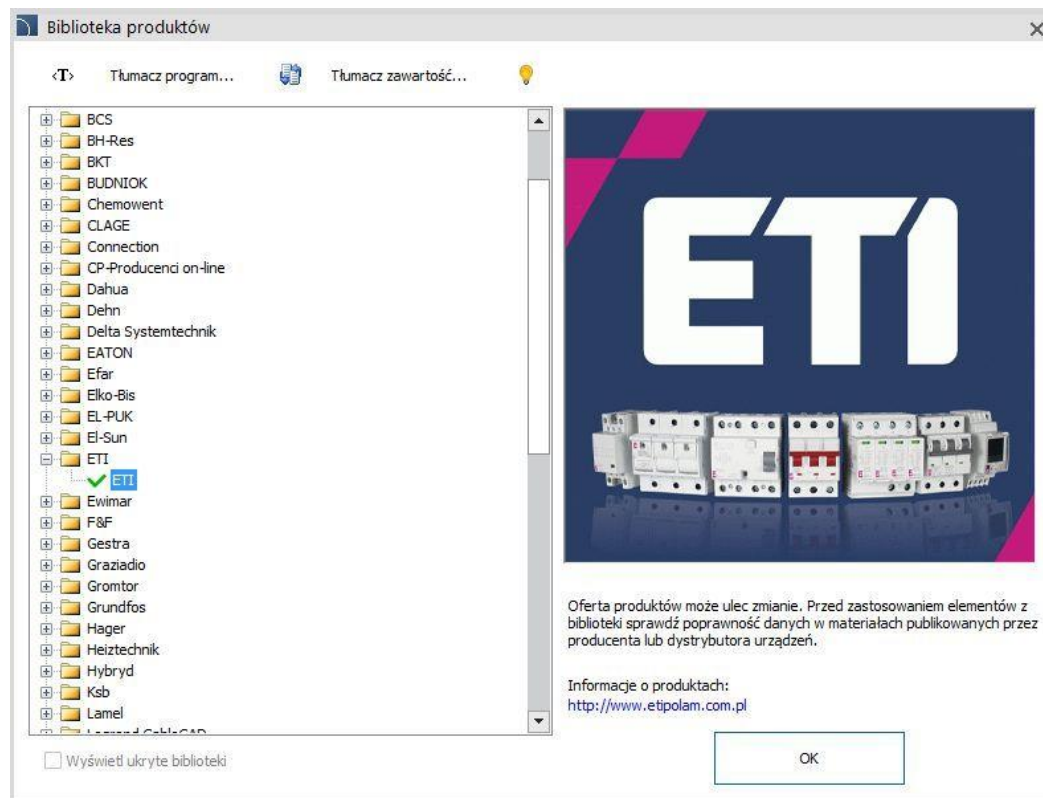 Biblioteka produktów
<T> Tłumacz program... Tłumacz zawartość...
BCS
BH-Res
BKT
BUDNIOK
Chemowent
CLAGE
Connection
CP-Producenci on-line
Dahua
Dehn
Delta Systemtechnik
EATON
Efar
Elko-Bis
EL-PUK
El-Sun
ETI
ETI
Ewimar
F&F
Gestra
Graziadio
Gromtor
Grundfos
Hager
Heiztechnik
Hybryd
Ksb
Lamel
Wyświetl ukryte biblioteki
ETI
Oferta produktów może ulec zmianie. Przed zastosowaniem elementów z
biblioteki sprawdź poprawność danych w materiałach publikowanych przez
producenta lub dystrybutora urządzeń.
Informacje o produktach:
http://www.etipolam.com.pl
OK